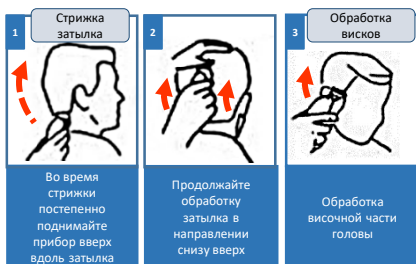 1
Стрижка
затылка
Во время
стрижки
постепенно
поднимайте
прибор вверх
вдоль затылка
2
Продолжайте
обработку
затылка в
направлении
снизу вверх
3
Обработка
висков
Обработка
височной части
головы